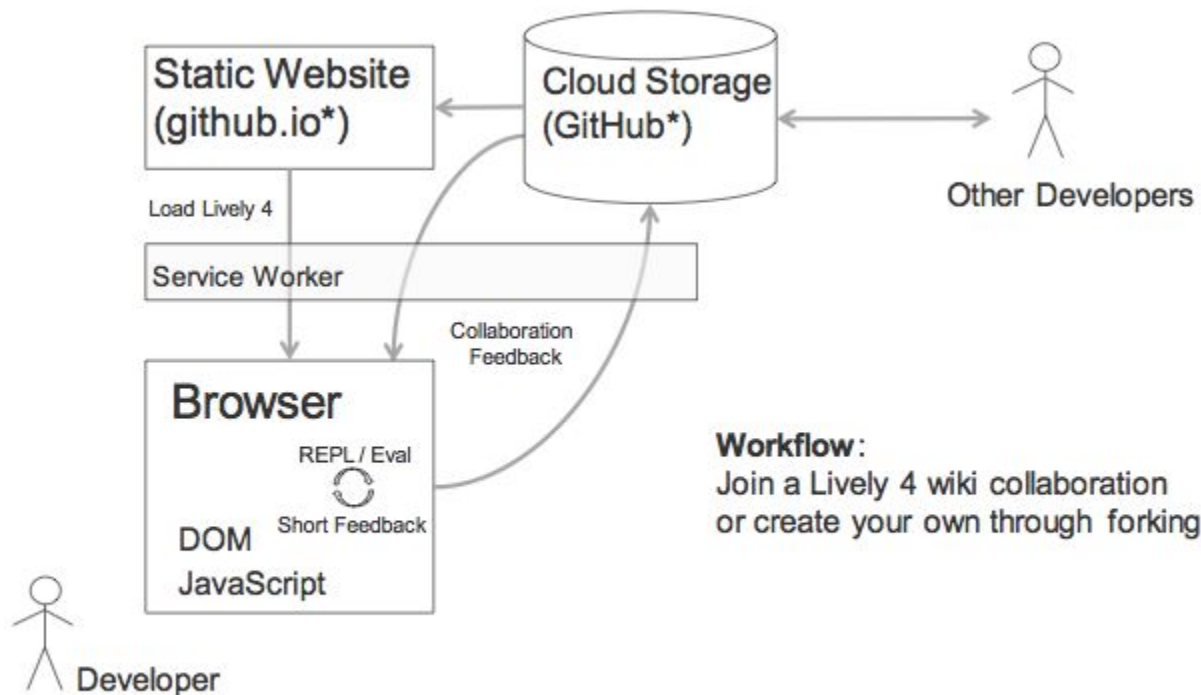 Static Website
(github.io*)
Cloud Storage
(GitHub*)
Other Developers
Load Lively 4
Service Worker
Collaboration
Feedback
Browser
REPL / Eval
Short Feedback
DOM
JavaScript
Workflow:
Join a Lively 4 wiki collaboration
or create your own through forking
Developer